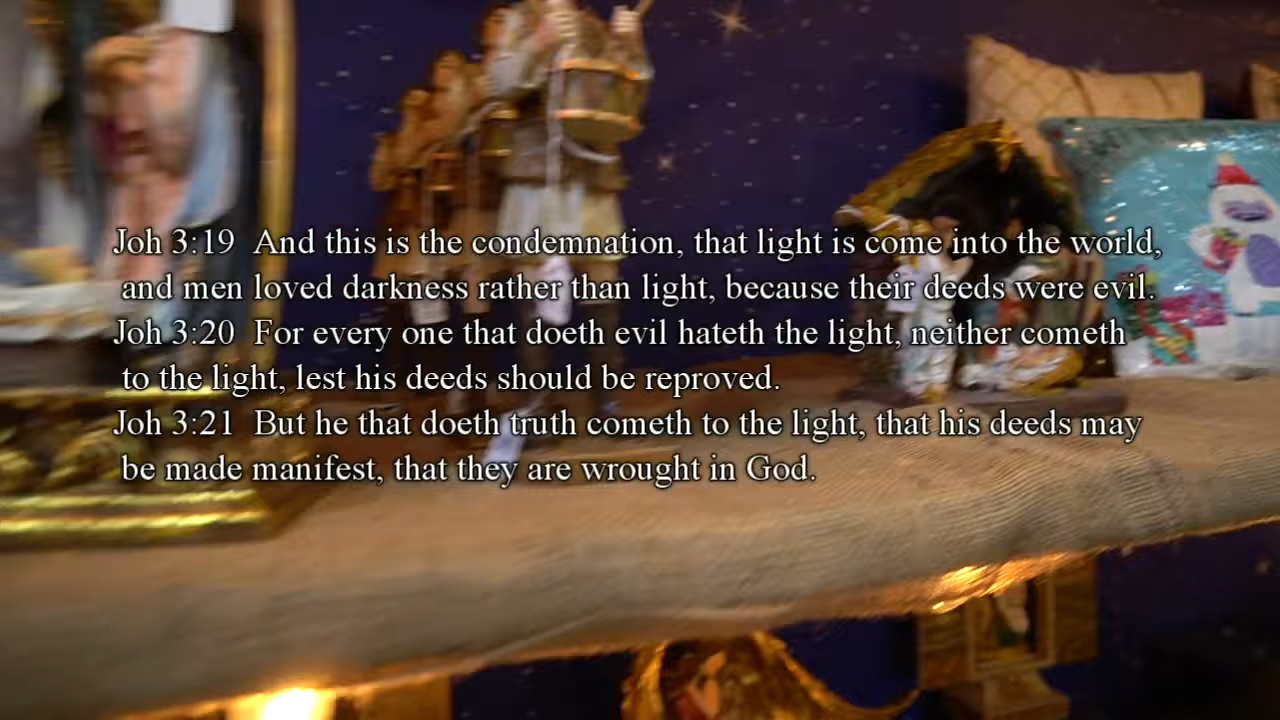 Joh 3:19 And this is the condemnation, that light is come into the world,
and men loved darkness rather than light, because their deeds were evil.
Joh 3:20 For every one that doeth evil hateth the light, neither cometh
to the light, lest his deeds should be reproved.
Joh 3:21 But he that doeth truth cometh to the light, that his deeds may
be made manifest, that they are wrought in God.